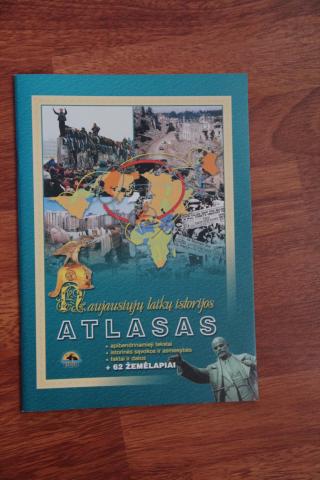 Naujausiųjų laikų istorijos
ATLASAS
• apibendrinamieji tekstai
• istorinės sąvokos ir asmenybės
• faktai ir datos
+ 62 ŽEMĖLAPIAI